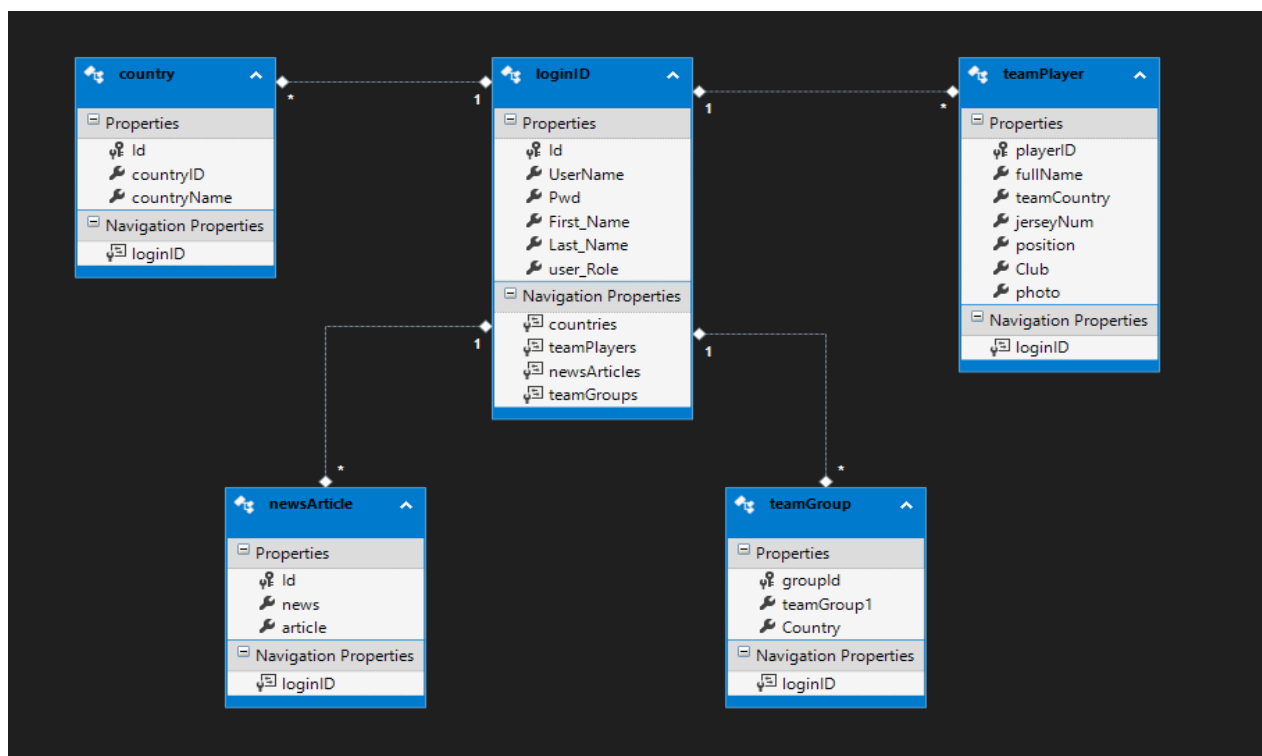 country
Properties
Id
countryID
countryName
Navigation Properties
loginID
*
1
loginID
Properties
Id
UserName
Pwd
First_Name
Last_Name
user_Role
Navigation Properties
countries
teamPlayers
newsArticles
teamGroups
1
*
teamPlayer
Properties
playerID
fullName
teamCountry
jerseyNum
position
Club
photo
Navigation Properties
loginID
1
*
newsArticle
Properties
Id
news
article
Navigation Properties
loginID
1
*
teamGroup
Properties
groupId
teamGroup1
Country
Navigation Properties
loginID